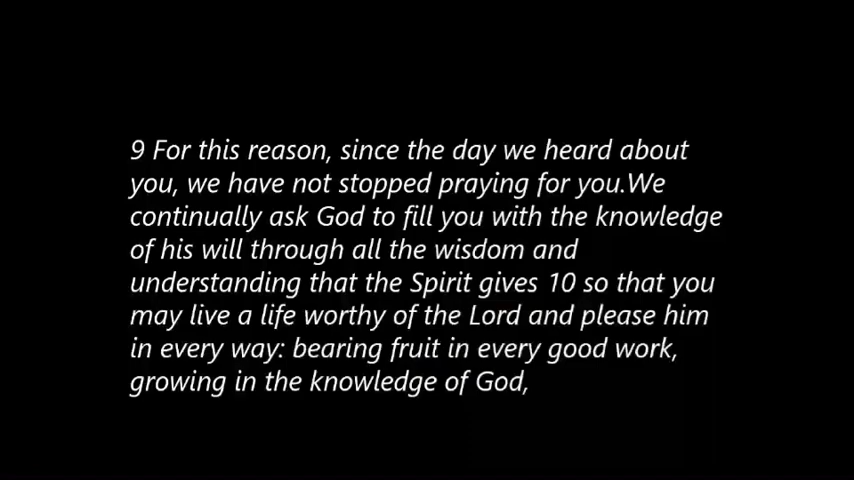 9 For this reason, since the day we heard about
you, we have not stopped praying for you.We
continually ask God to fill you with the knowledge
of his will through all the wisdom and
understanding that the Spirit gives 10 so that you
may live a life worthy of the Lord and please him
in every way: bearing fruit in every good work,
growing in the knowledge of God,